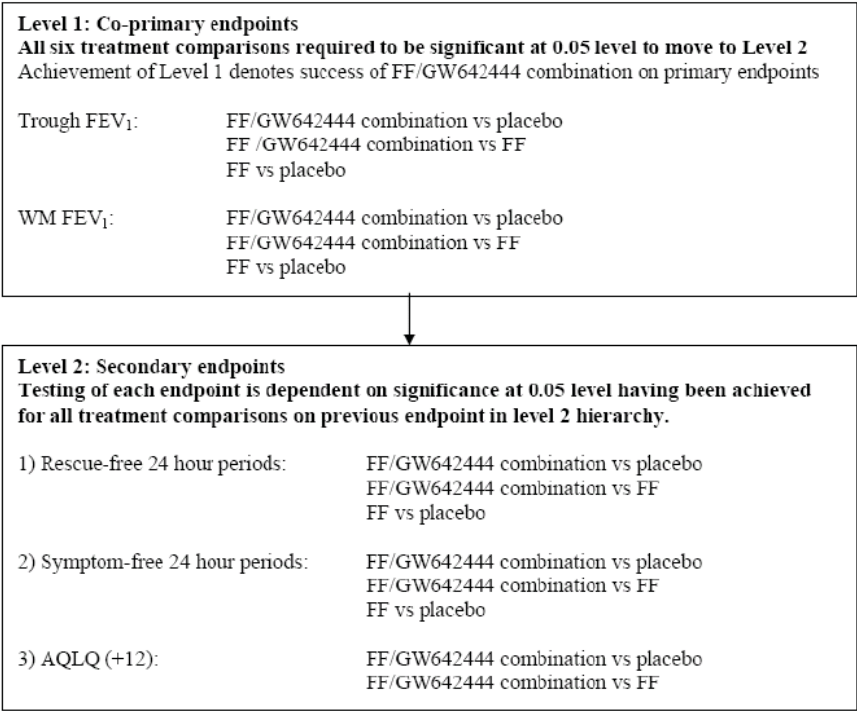 Level 1: Co-primary endpoints
All six treatment comparisons required to be significant at 0.05 level to move to Level 2
Achievement of Level 1 denotes success of FF/GW642444 combination on primary endpoints
Trough FEV₁: FF/GW642444 combination vs placebo
FF /GW642444 combination vs FF
FF vs placebo
WM FEV₁: FF/GW642444 combination vs placebo
FF/GW642444 combination vs FF
FF vs placebo
Level 2: Secondary endpoints
Testing of each endpoint is dependent on significance at 0.05 level having been achieved
for all treatment comparisons on previous endpoint in level 2 hierarchy.
1) Rescue-free 24 hour periods: FF/GW642444 combination vs placebo
FF/GW642444 combination vs FF
FF vs placebo
2) Symptom-free 24 hour periods: FF/GW642444 combination vs placebo
FF/GW642444 combination vs FF
FF vs placebo
3) AQLQ (+12): FF/GW642444 combination vs placebo
FF/GW642444 combination vs FF